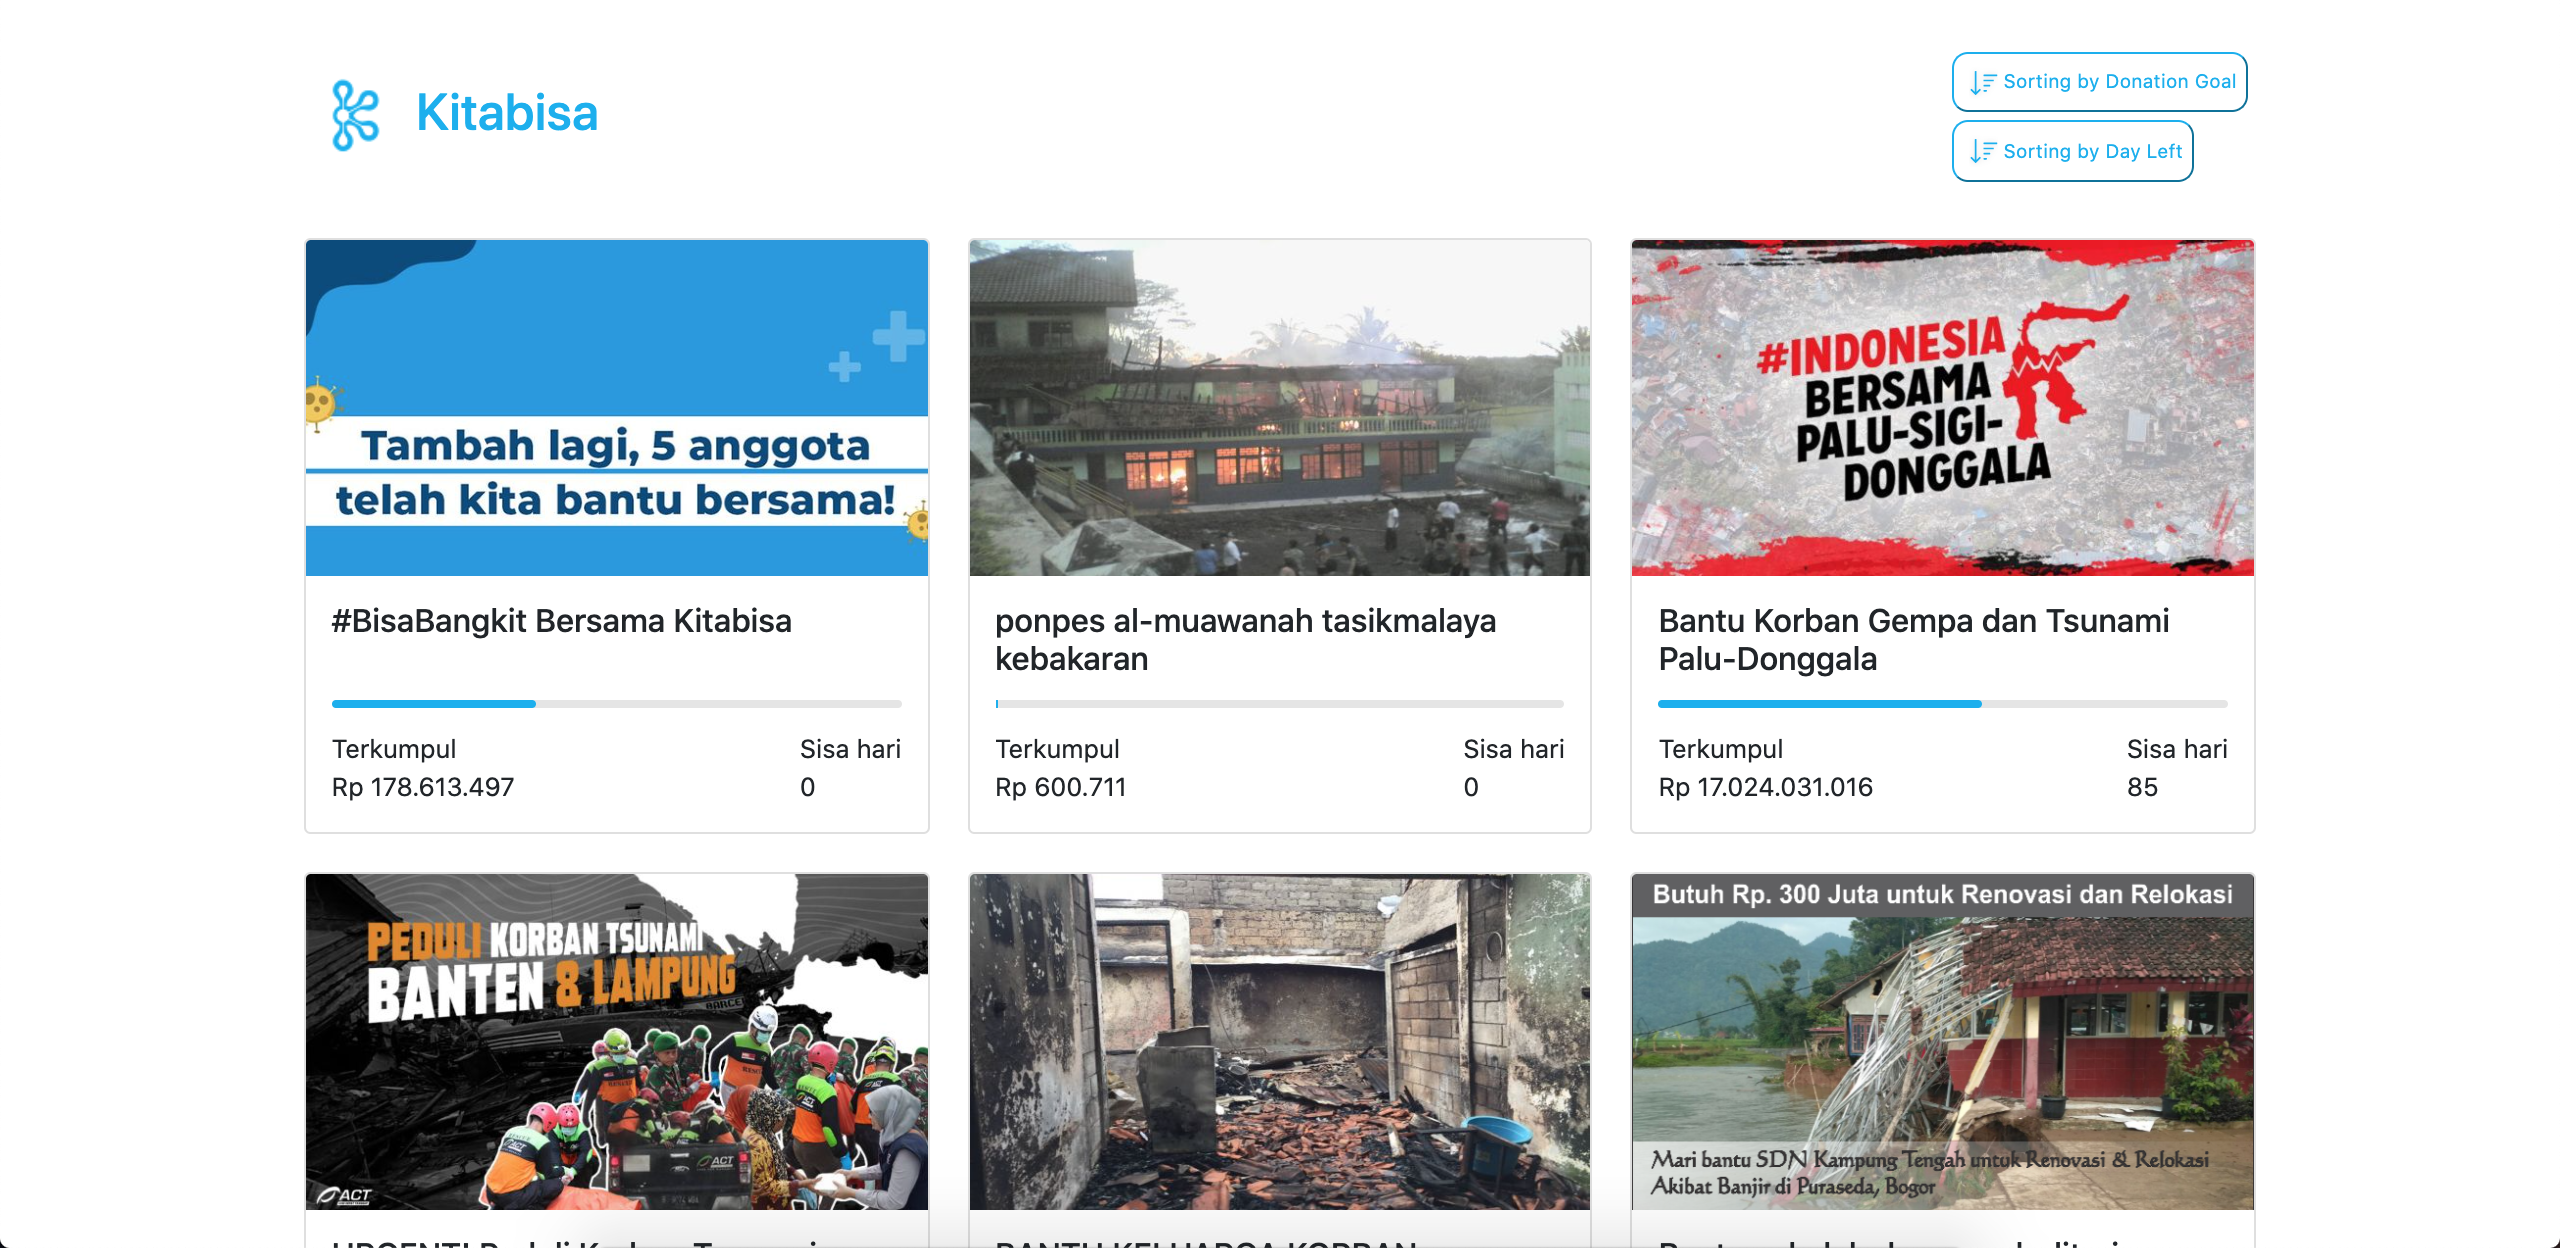 Kitabisa
Sorting by Donation Goal
Sorting by Day Left
Tambah lagi, 5 anggota
telah kita bantu bersama!
#BisaBangkit Bersama Kitabisa
Terkumpul
Sisa hari
Rp 178.613.497
0
ponpes al-muawanah tasikmalaya
kebakaran
Terkumpul
Sisa hari
Rp 600.711
0
#INDONESIA
BERSAMA
PALU-SIGI-
DONGGALA
Bantu Korban Gempa dan Tsunami
Palu-Donggala
Terkumpul
Sisa hari
Rp 17.024.031.016
85
PEDULI KORBAN TSUNAMI
BANTEN & LAMPUNG
ACT
ACT
Butuh Rp. 300 Juta untuk Renovasi dan Relokasi
Mari bantu SDN Kampung Tengah untuk Renovasi & Relokasi
Akibat Banjir di Puraseda, Bogor
BANTU KELUARGA KORBAN